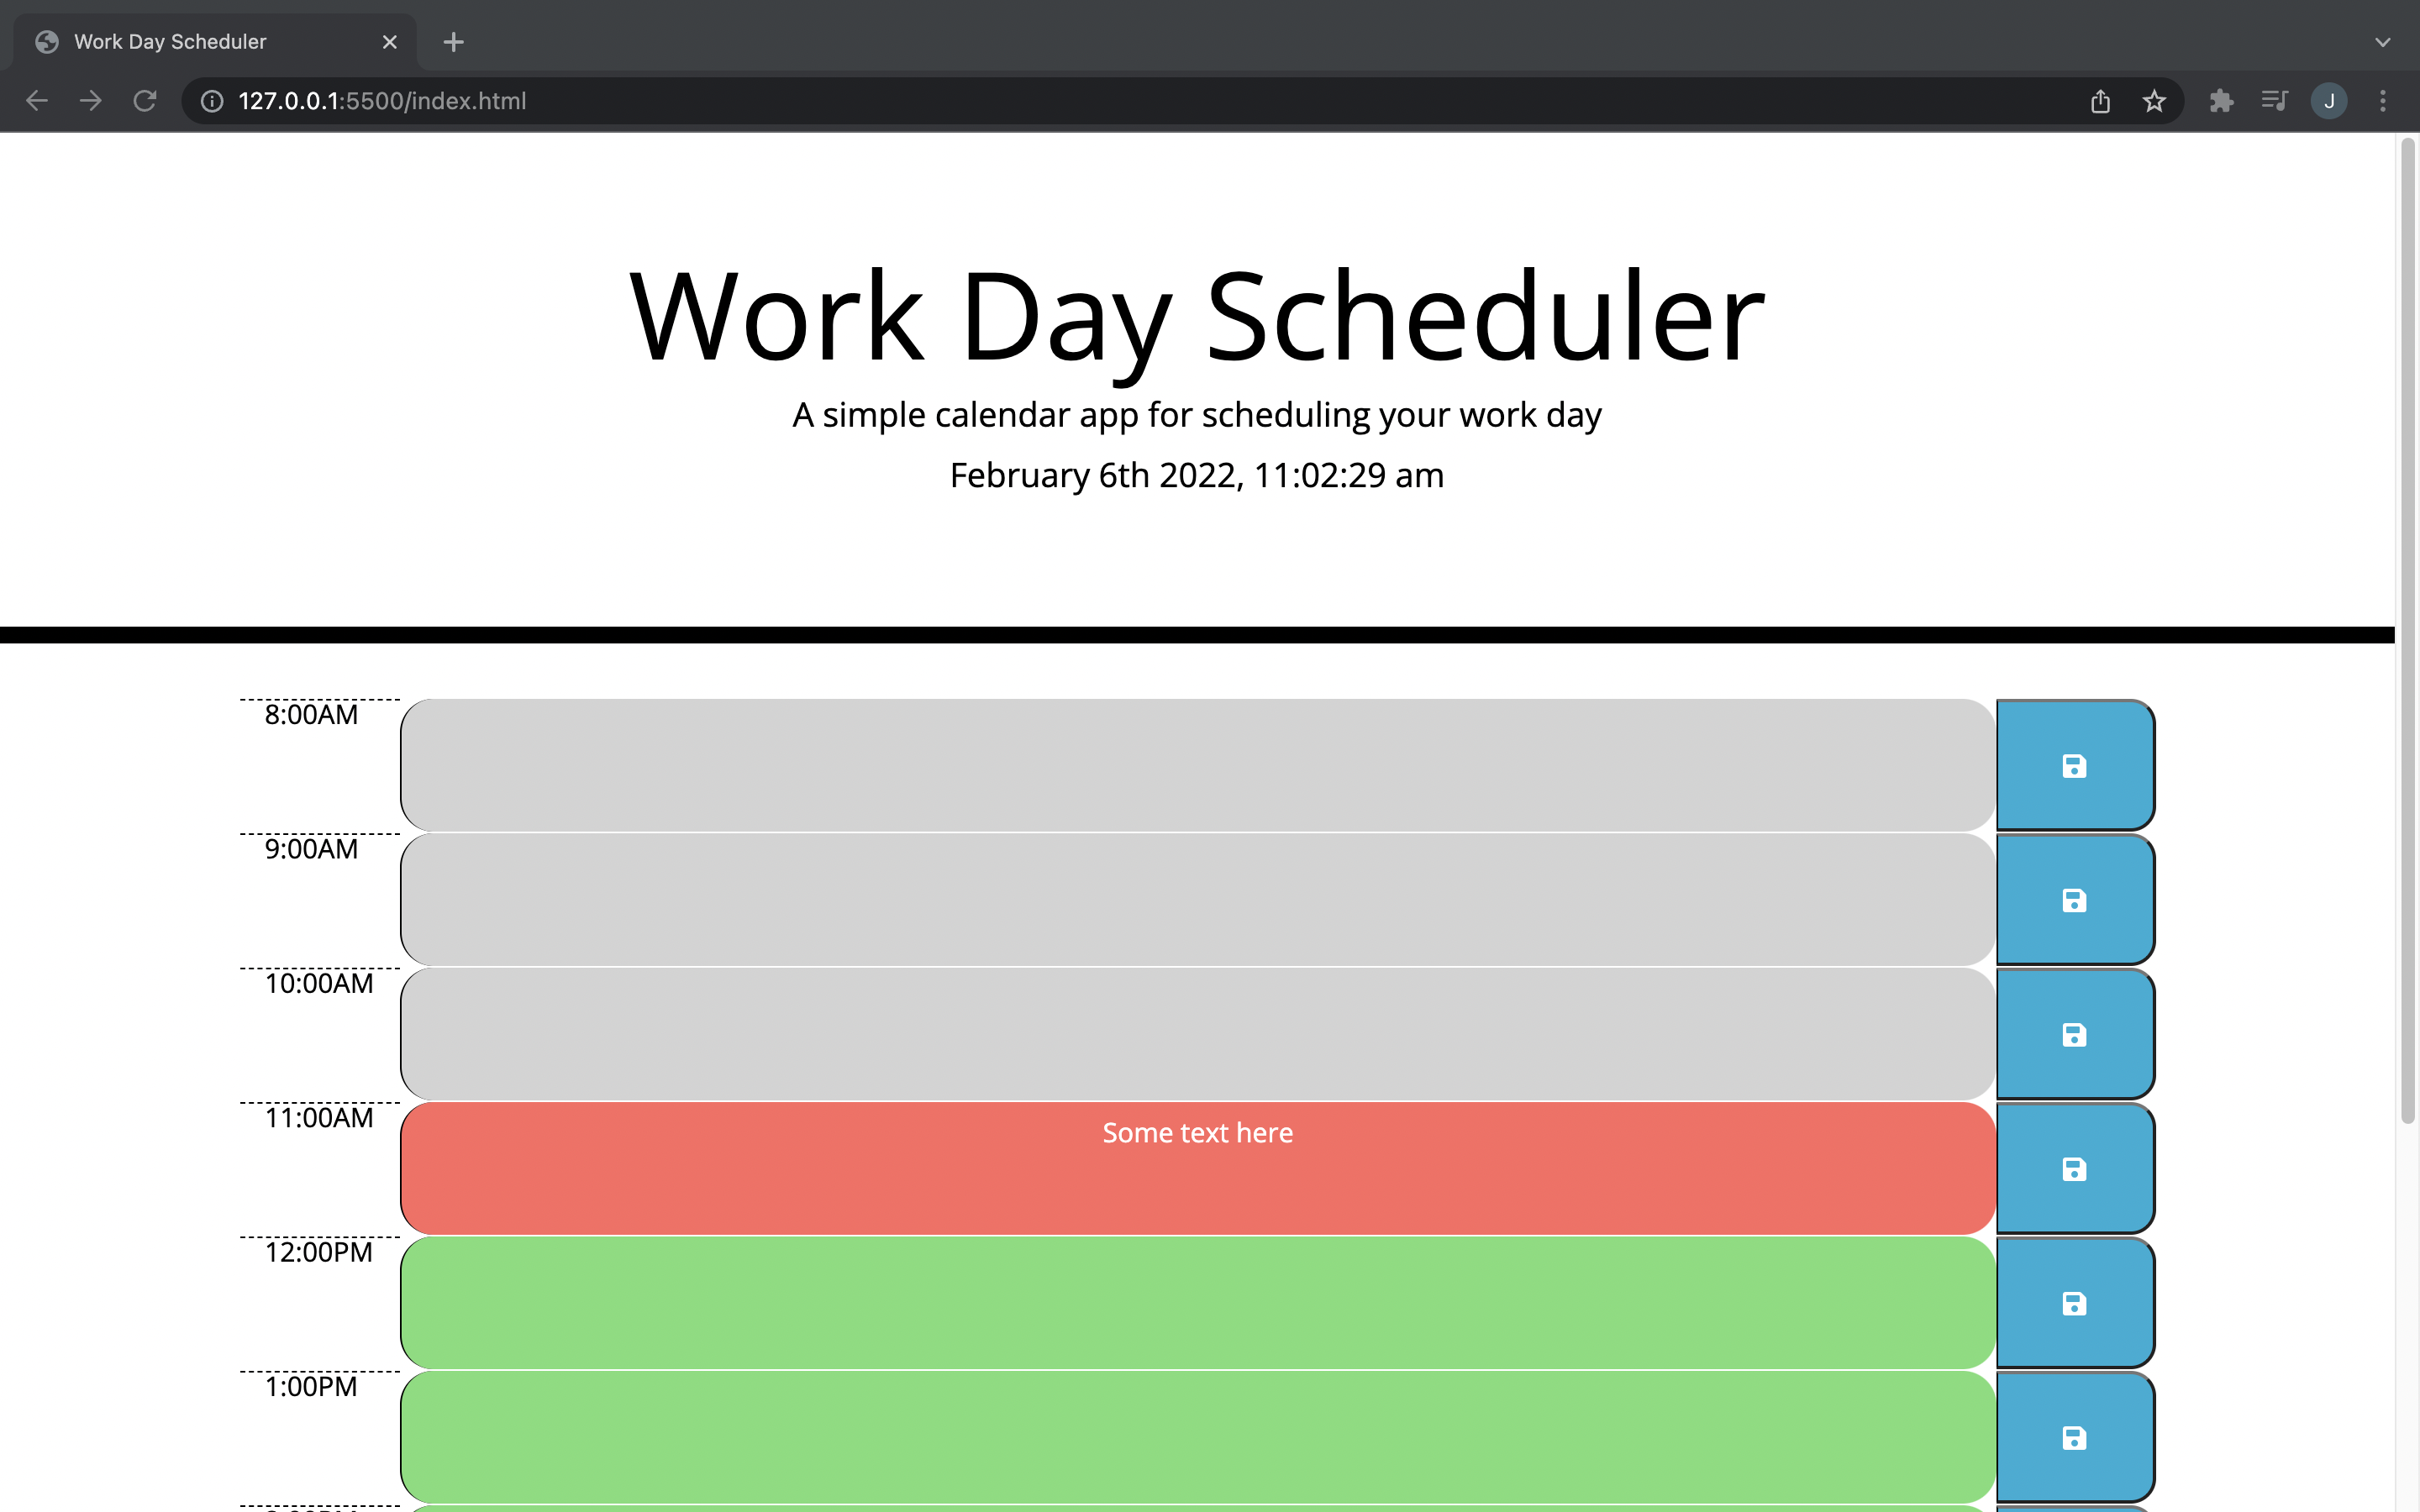 Work Day Scheduler
127.0.0.1:5500/index.html
J
Work Day Scheduler
A simple calendar app for scheduling your work day
February 6th 2022, 11:02:29 am
8:00AM
9:00AM
10:00AM
11:00AM
Some text here
12:00PM
1:00PM